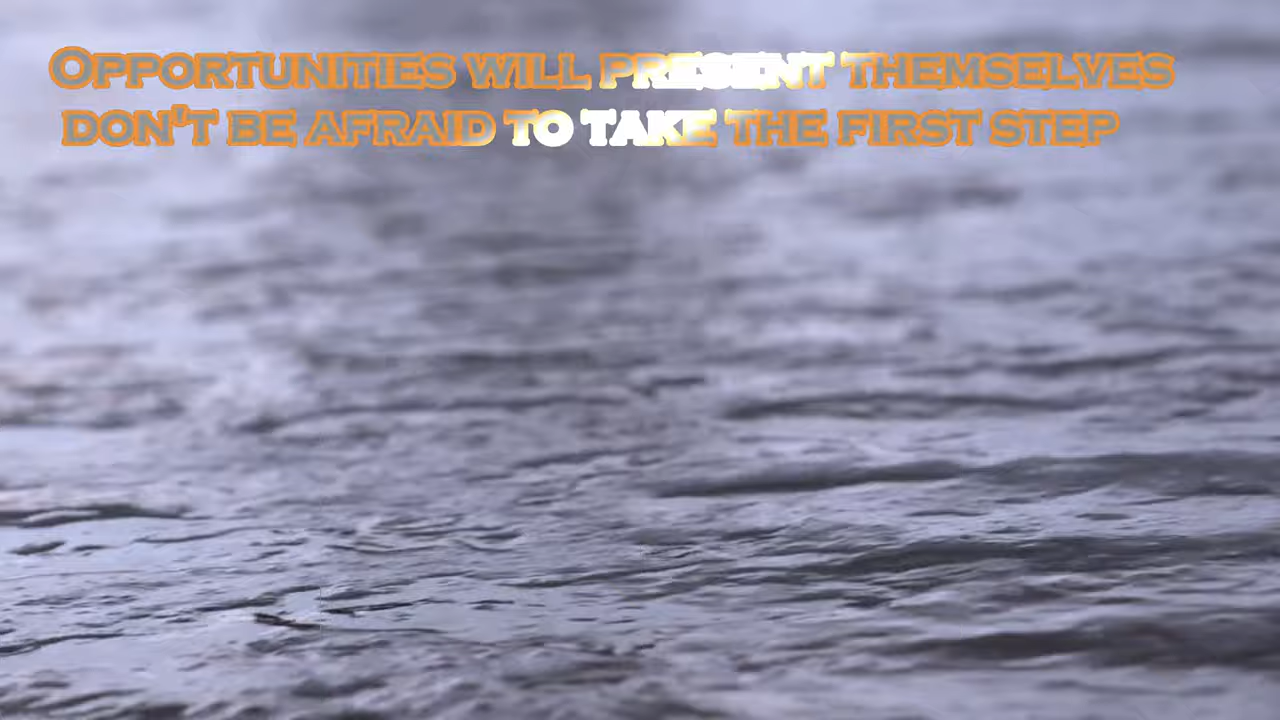 Opportunities will present themselves
don't be afraid to take the first step